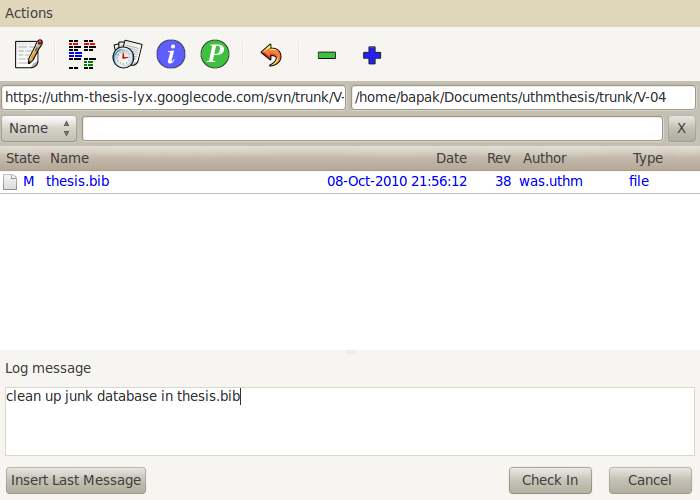 Actions
i
P
https://uthm-thesis-lyx.googlecode.com/svn/trunk/V- /home/bapak/Documents/uthmthesis/trunk/V-04
Name X
State Name Date Rev Author Type
M thesis.bib 08-Oct-2010 21:56:12 38 was.uthm file
Log message
clean up junk database in thesis.bib
Insert Last Message Check In Cancel